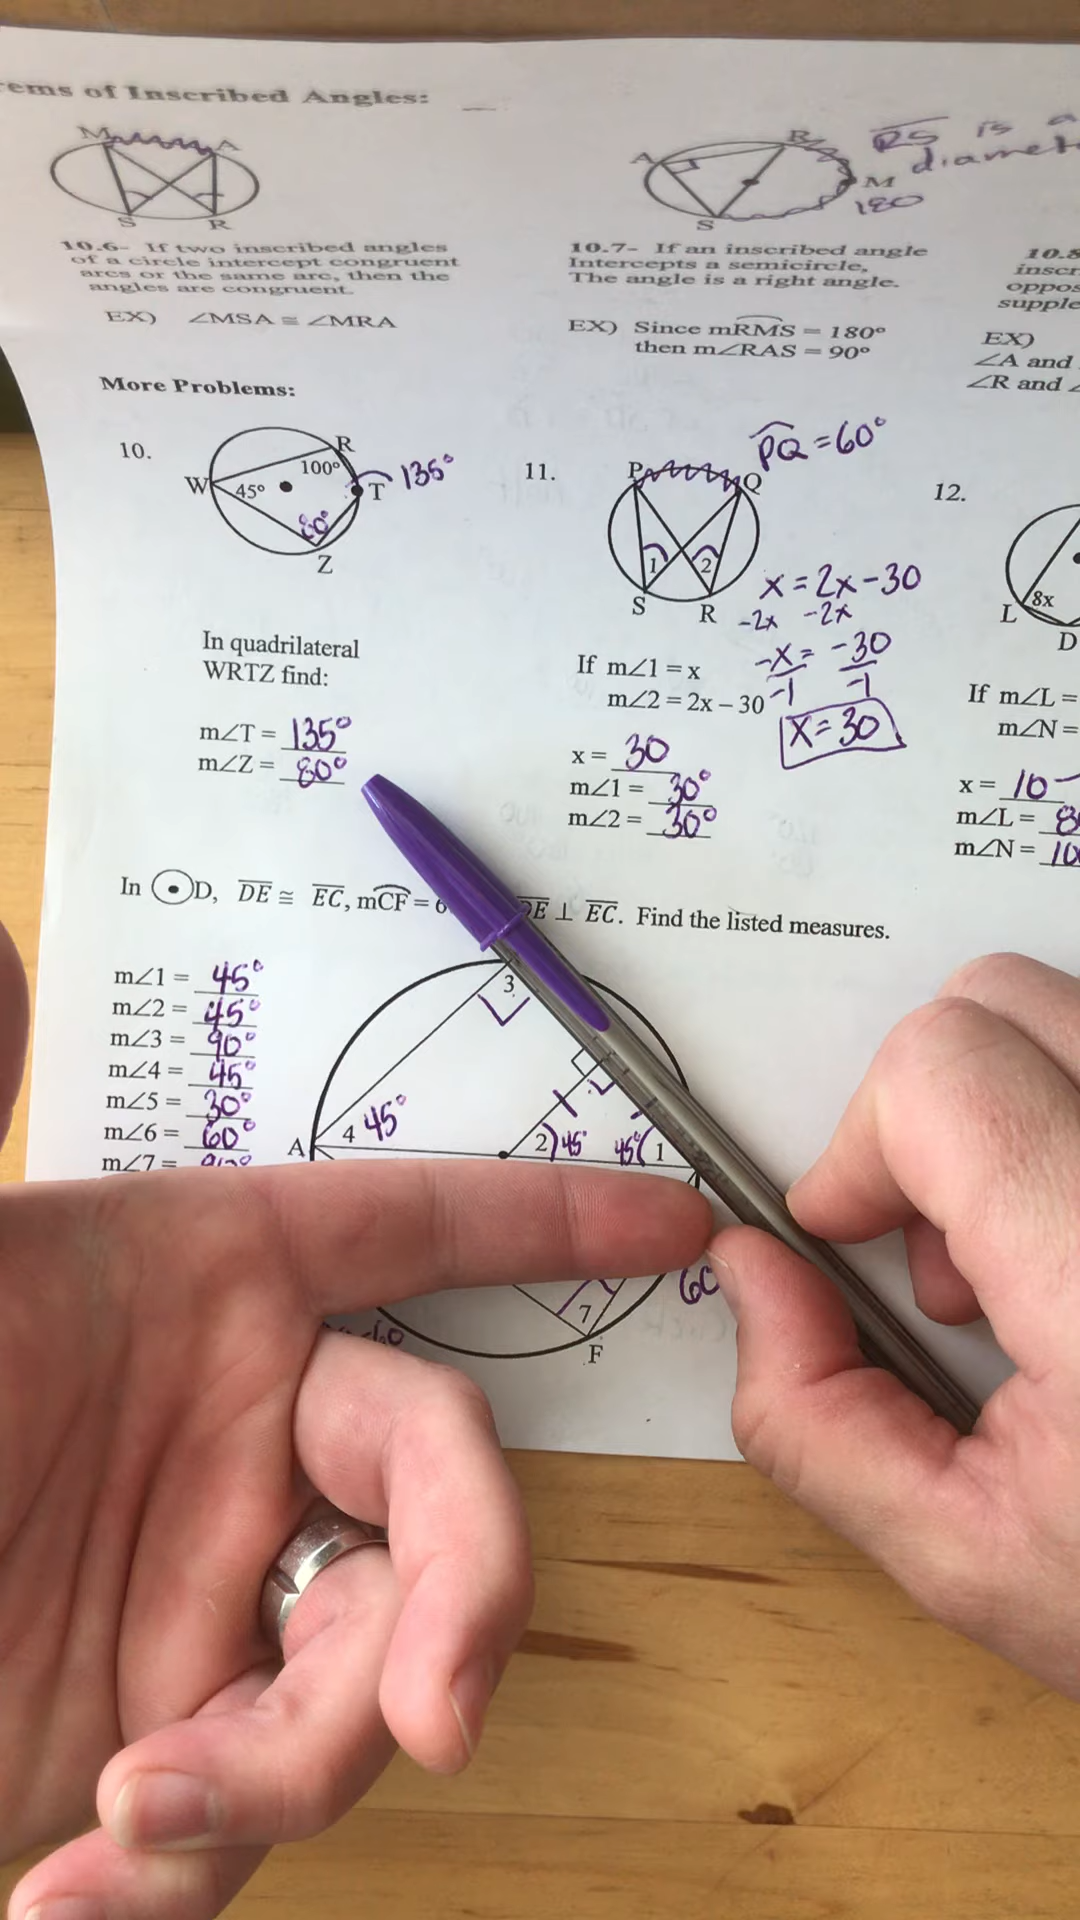 of Inscribed Angles:
M A
S R
A R
S M
RS is a
180
10.6- If two inscribed angles
of a circle intercept congruent
arcs or the same arc, then the
angles are congruent.
EX) ∠MSA ≅ ∠MRA
10.7- If an inscribed angle
Intercepts a semicircle,
The angle is a right angle.
EX) Since mRMS = 180°
then m∠RAS = 90°
EX)
∠A and
∠R and
More Problems:
10.
W R T Z
100°
45°
80°
135°
In quadrilateral
WRTZ find:
m∠T = 135°
m∠Z = 80°
11.
PQ = 60°
P Q
1 2
S R
x = 2x - 30
-2x -2x
-x = -30
-1 -1
x = 30
If m∠1 = x
m∠2 = 2x – 30
x = 30
m∠1 = 30°
m∠2 = 30°
12.
L 8x
D
If m∠L =
m∠N =
x = 10
m∠L =
m∠N =
In ⊙D, DE ≅ EC, mCF = DE ⊥ EC. Find the listed measures.
m∠1 = 45°
m∠2 = 45°
m∠3 = 90°
m∠4 = 45°
m∠5 = 30°
m∠6 = 60°
m∠7 = 90°
3
A 4 45°
2 45° 45° 1
7
F